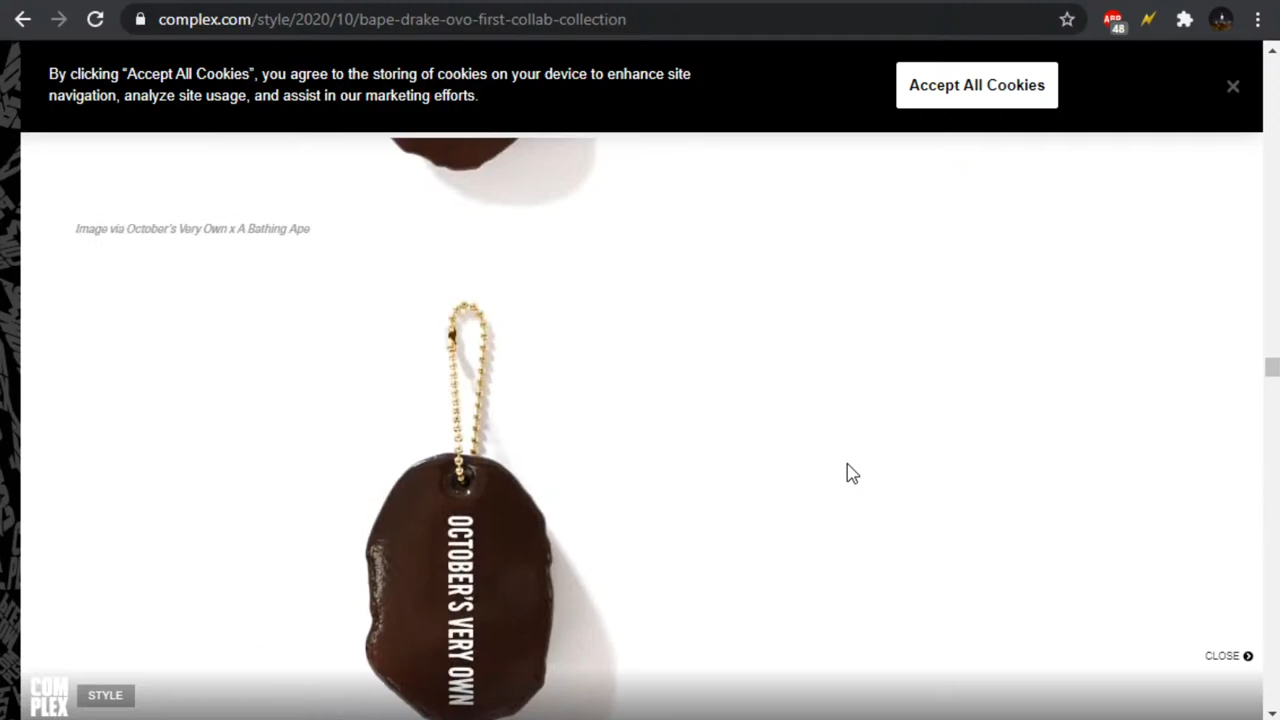 complex.com/style/2020/10/bape-drake-ovo-first-collab-collection
ABP
48
By clicking “Accept All Cookies”, you agree to the storing of cookies on your device to enhance site
navigation, analyze site usage, and assist in our marketing efforts.
Accept All Cookies
Image via October's Very Own x A Bathing Ape
OCTOBER'S VERY OWN
CLOSE
COM
PLEX
STYLE